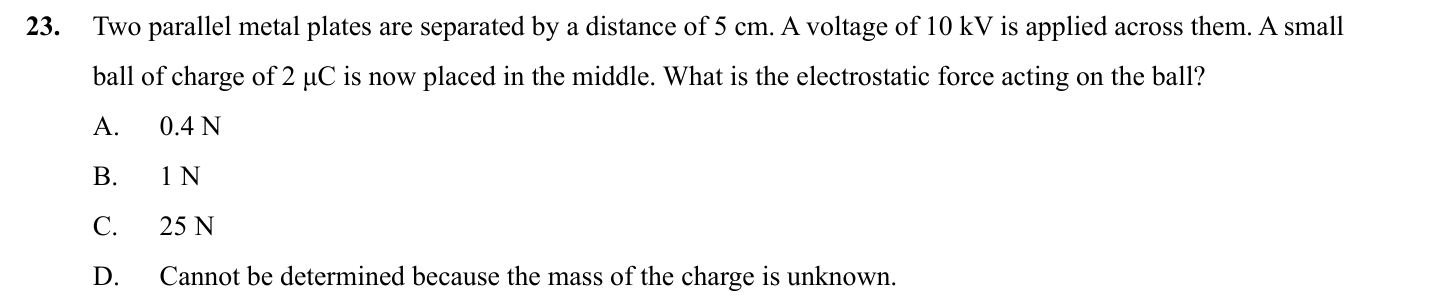 23. Two parallel metal plates are separated by a distance of 5 cm. A voltage of 10 kV is applied across them. A small
ball of charge of 2 μC is now placed in the middle. What is the electrostatic force acting on the ball?
A. 0.4 N
B. 1 N
C. 25 N
D. Cannot be determined because the mass of the charge is unknown.